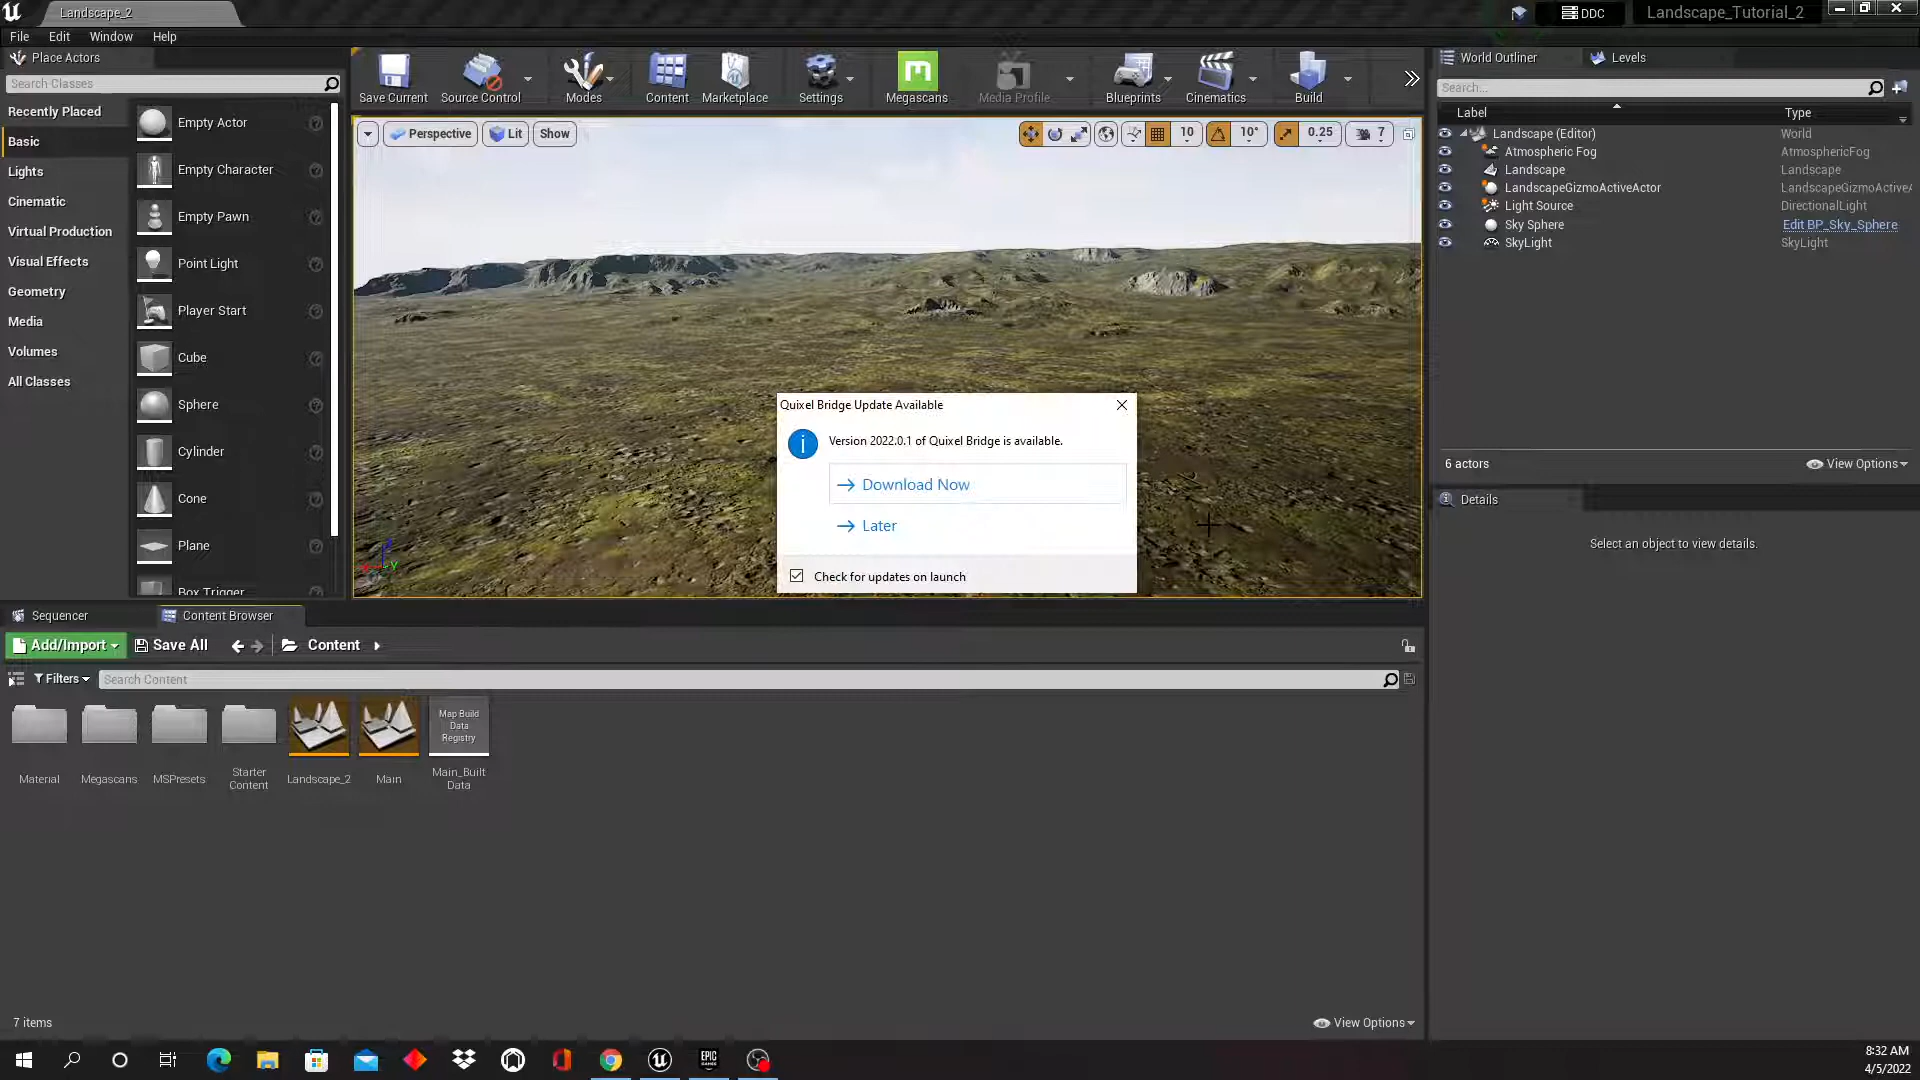 Landscape_2
DDC
Landscape_Tutorial_2
File Edit Window Help
Place Actors
Search Classes
Recently Placed
Basic
Lights
Cinematic
Virtual Production
Visual Effects
Geometry
Media
Volumes
All Classes
Empty Actor
Empty Character
Empty Pawn
Point Light
Player Start
Cube
Sphere
Cylinder
Cone
Plane
Box Trigger
Save Current
Source Control
Modes
Content
Marketplace
Settings
Megascans
Media Profile
Blueprints
Cinematics
Build
Perspective
Lit
Show
10
10°
0.25
7
Quixel Bridge Update Available
Version 2022.0.1 of Quixel Bridge is available.
Download Now
Later
Check for updates on launch
World Outliner
Levels
Search...
Label Type
Landscape (Editor) World
Atmospheric Fog AtmosphericFog
Landscape Landscape
LandscapeGizmoActiveActor LandscapeGizmoActiveA
Light Source DirectionalLight
Sky Sphere Edit BP_Sky_Sphere
SkyLight SkyLight
6 actors
View Options
Details
Select an object to view details.
Sequencer
Content Browser
Add/Import
Save All
Content
Filters
Search Content
Map Build
Data
Registry
Material
Megascans
MSPresets
Starter
Content
Landscape_2
Main
Main_Built
Data
7 items
View Options
EPIC
GAMES
8:32 AM
4/5/2022